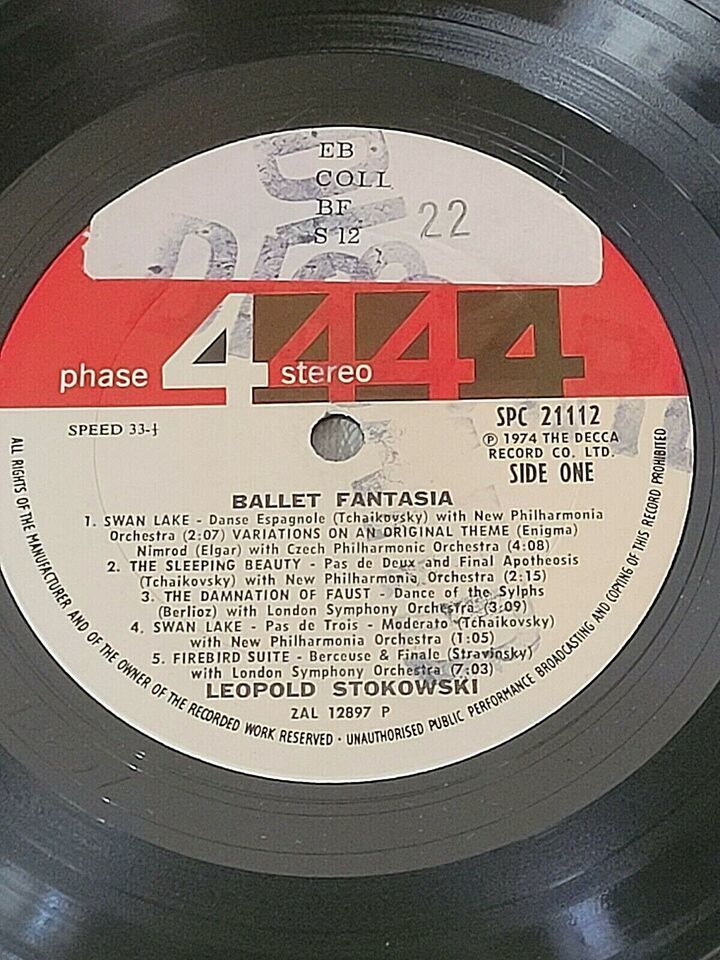 EB
COLL
BF
S 12
22
phase 4 stereo 444
SPEED 33-⅓
SPC 21112
℗ 1974 THE DECCA
RECORD CO. LTD.
SIDE ONE
BALLET FANTASIA
1. SWAN LAKE - Danse Espagnole (Tchaikovsky) with New Philharmonia
Orchestra (2:07) VARIATIONS ON AN ORIGINAL THEME (Enigma)
Nimrod (Elgar) with Czech Philharmonic Orchestra (4:08)
2. THE SLEEPING BEAUTY - Pas de Deux and Final Apotheosis
(Tchaikovsky) with New Philharmonia Orchestra (2:15)
3. THE DAMNATION OF FAUST - Dance of the Sylphs
(Berlioz) with London Symphony Orchestra (3:09)
4. SWAN LAKE - Pas de Trois - Moderato (Tchaikovsky)
with New Philharmonia Orchestra (1:05)
5. FIREBIRD SUITE - Berceuse & Finale (Stravinsky)
with London Symphony Orchestra (7:03)
LEOPOLD STOKOWSKI
2AL 12897 P
ALL RIGHTS OF THE MANUFACTURER AND OF THE OWNER OF THE RECORDED WORK RESERVED · UNAUTHORISED PUBLIC PERFORMANCE BROADCASTING AND COPYING OF THIS RECORD PROHIBITED